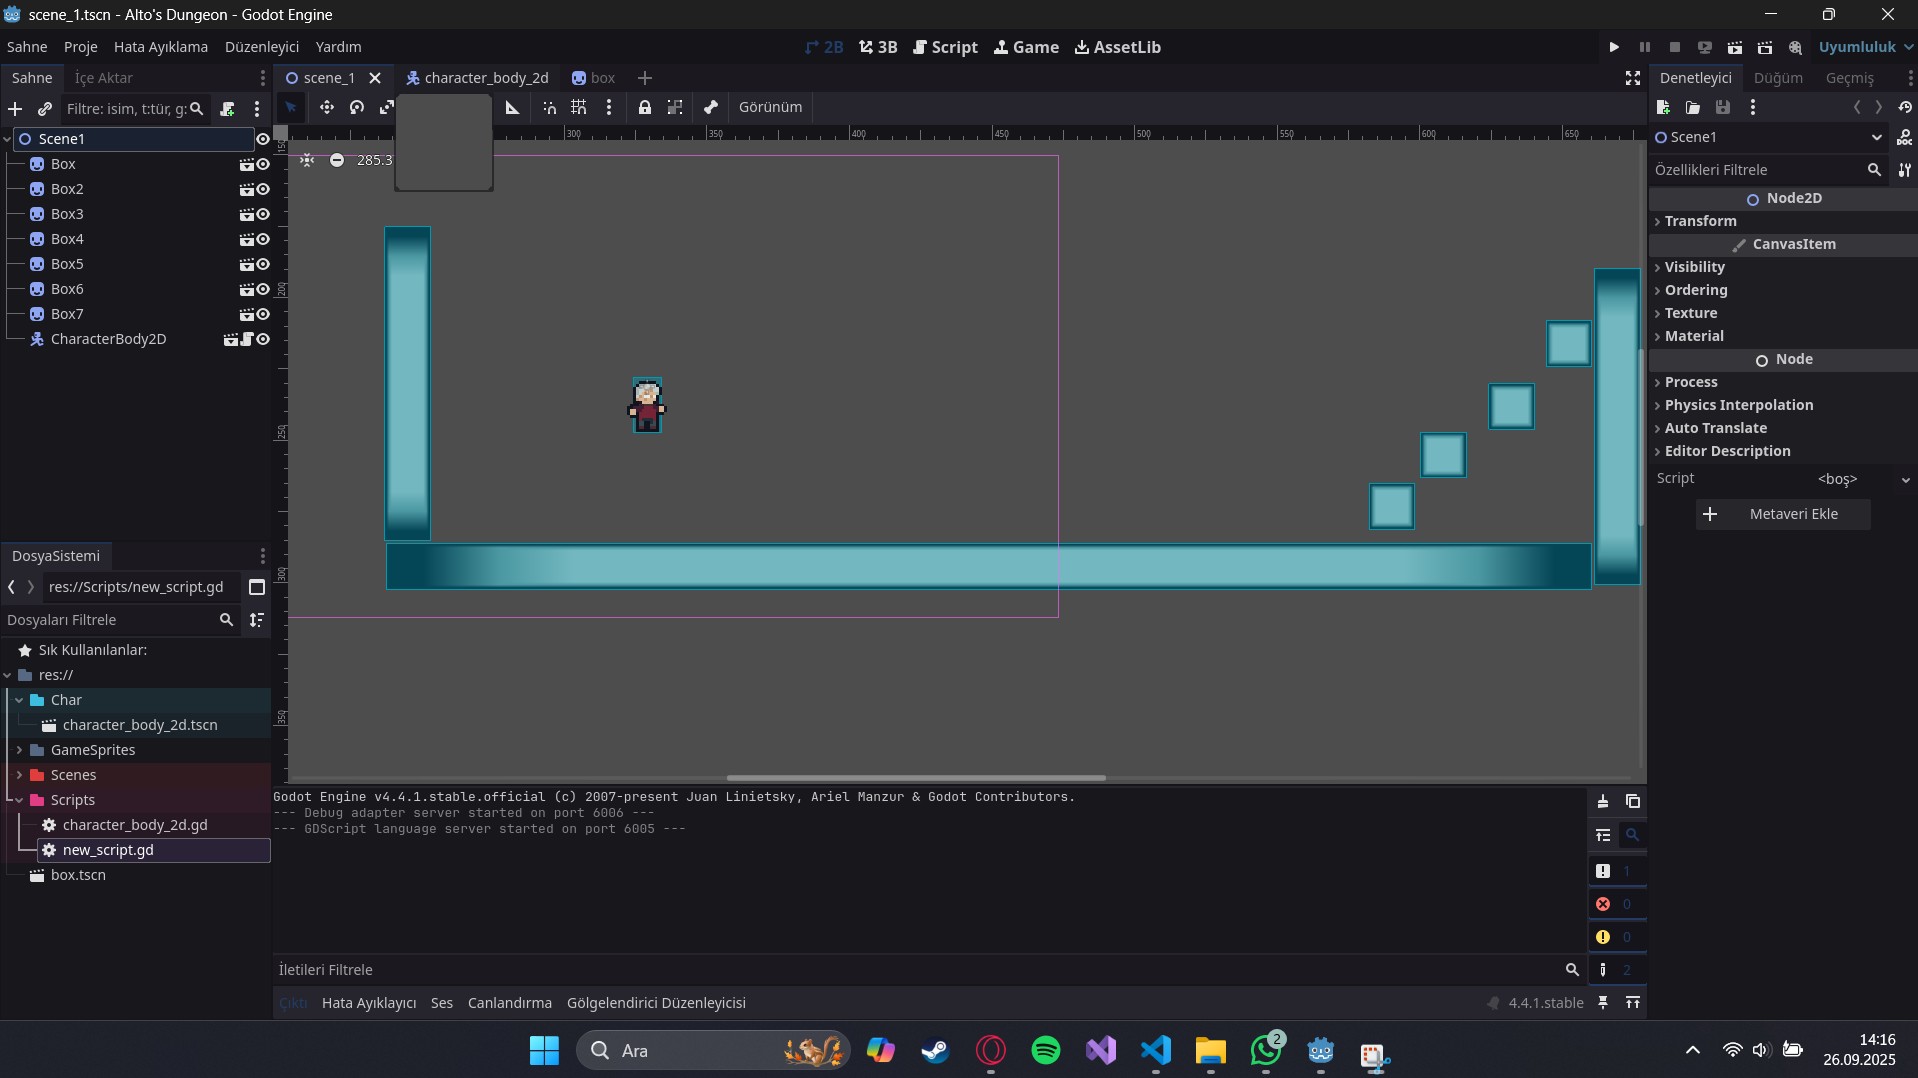 scene_1.tscn - Alto's Dungeon - Godot Engine
Sahne Proje Hata Ayıklama Düzenleyici Yardım
2B 3B Script Game AssetLib
Uyumluluk
Sahne İçe Aktar
scene_1 character_body_2d box
Denetleyici Düğüm Geçmiş
Filtre: isim, t:tür, g:
Görünüm
Scene1
Box
Box2
Box3
Box4
Box5
Box6
Box7
CharacterBody2D
300 350 400 450 500 550 600 650
285.3
150
200
250
300
350
Scene1
DOC
Özellikleri Filtrele
Node2D
Transform
CanvasItem
Visibility
Ordering
Texture
Material
Node
Process
Physics Interpolation
Auto Translate
Editor Description
Script <boş>
Metaveri Ekle
DosyaSistemi
res://Scripts/new_script.gd
Dosyaları Filtrele
Sık Kullanılanlar:
res://
Char
character_body_2d.tscn
GameSprites
Scenes
Scripts
character_body_2d.gd
new_script.gd
box.tscn
Godot Engine v4.4.1.stable.official (c) 2007-present Juan Linietsky, Ariel Manzur & Godot Contributors.
--- Debug adapter server started on port 6006 ---
--- GDScript language server started on port 6005 ---
1
0
0
2
İletileri Filtrele
Çıktı Hata Ayıklayıcı Ses Canlandırma Gölgelendirici Düzenleyicisi
4.4.1.stable
Ara
2
14:16
26.09.2025